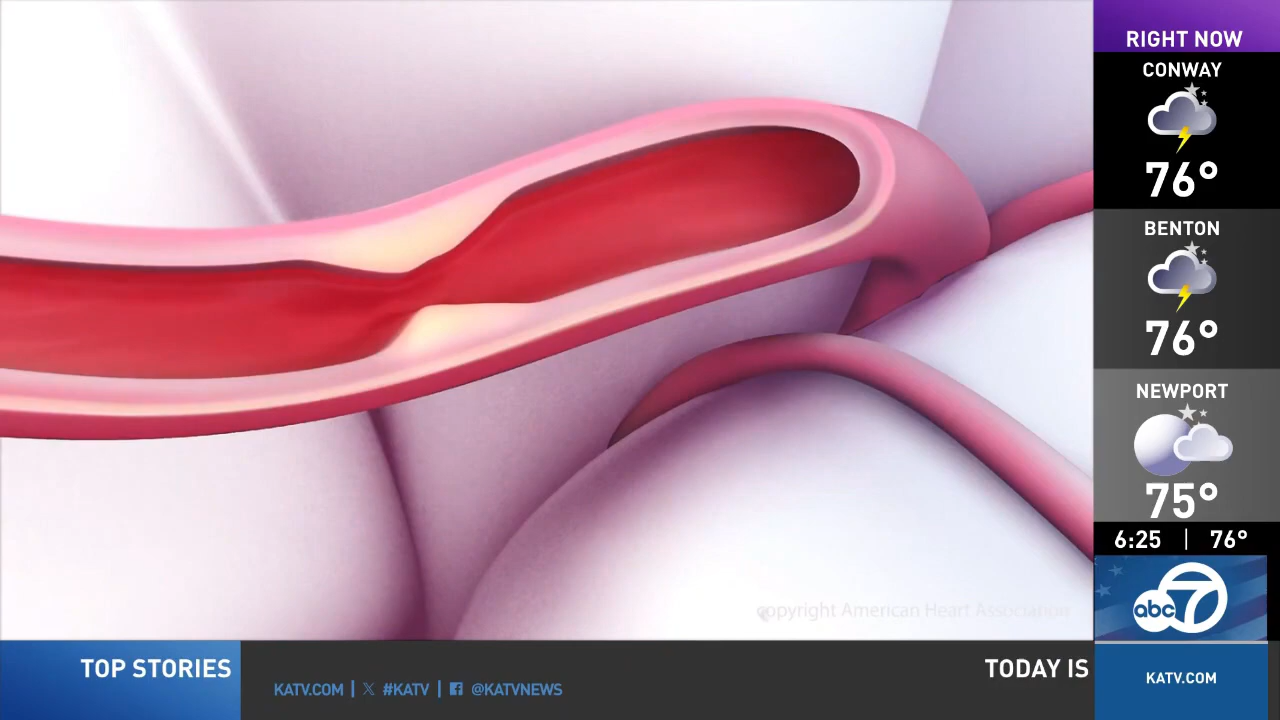 RIGHT NOW
CONWAY
76°
BENTON
76°
NEWPORT
75°
6:25 | 76°
abc 7
copyright American Heart Association
TOP STORIES
TODAY IS
KATV.COM | X #KATV | @KATVNEWS
KATV.COM